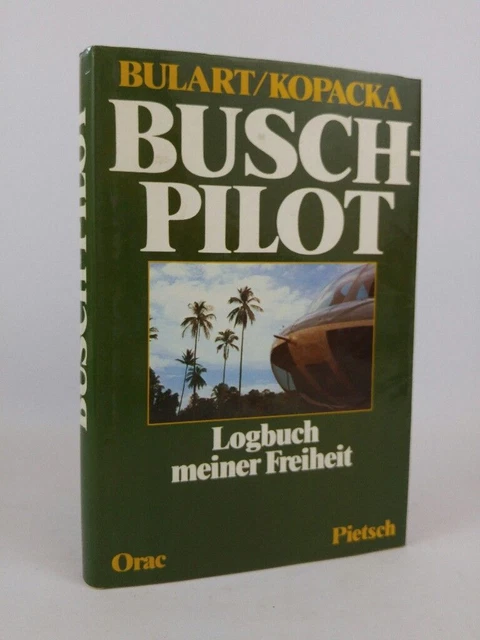 BULART/KOPACKA
BUSCH-
PILOT
Logbuch
meiner Freiheit
Orac
Pietsch